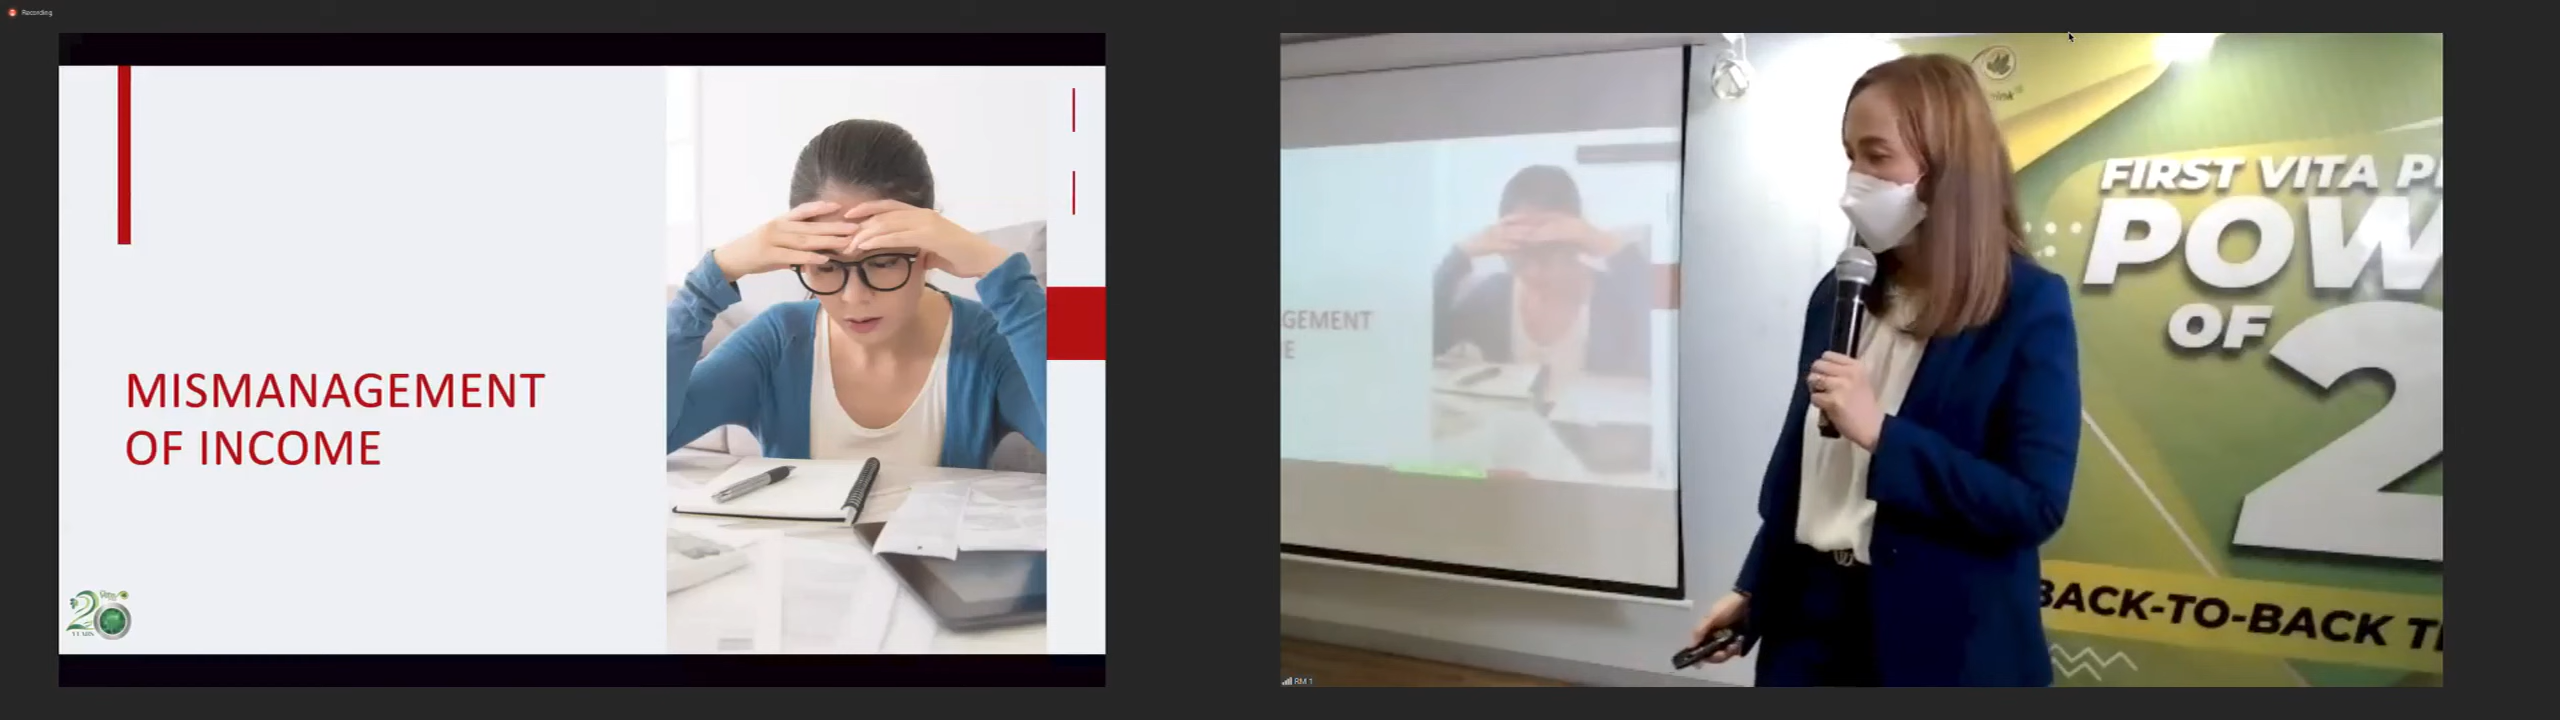 Recording
MISMANAGEMENT
OF INCOME
20
YEARS
GEMENT
E
FIRST VITA P
POW
OF
2
BACK-TO-BACK T
RM 1